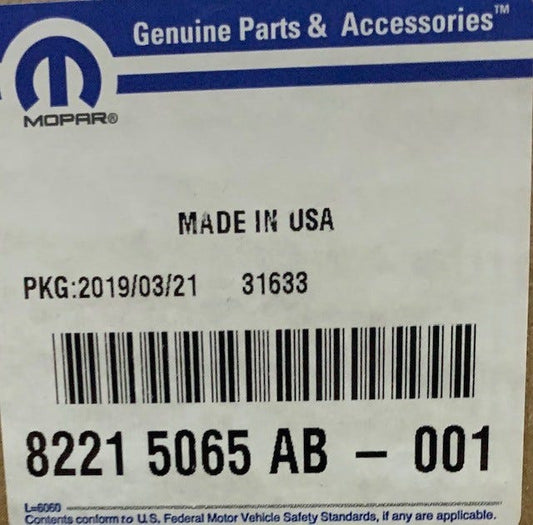 Genuine Parts & Accessories™
MOPAR®
MADE IN USA
PKG:2019/03/21 31633
8221 5065 AB – 001
L=6060
Contents conform to U.S. Federal Motor Vehicle Safety Standards, if any are applicable.